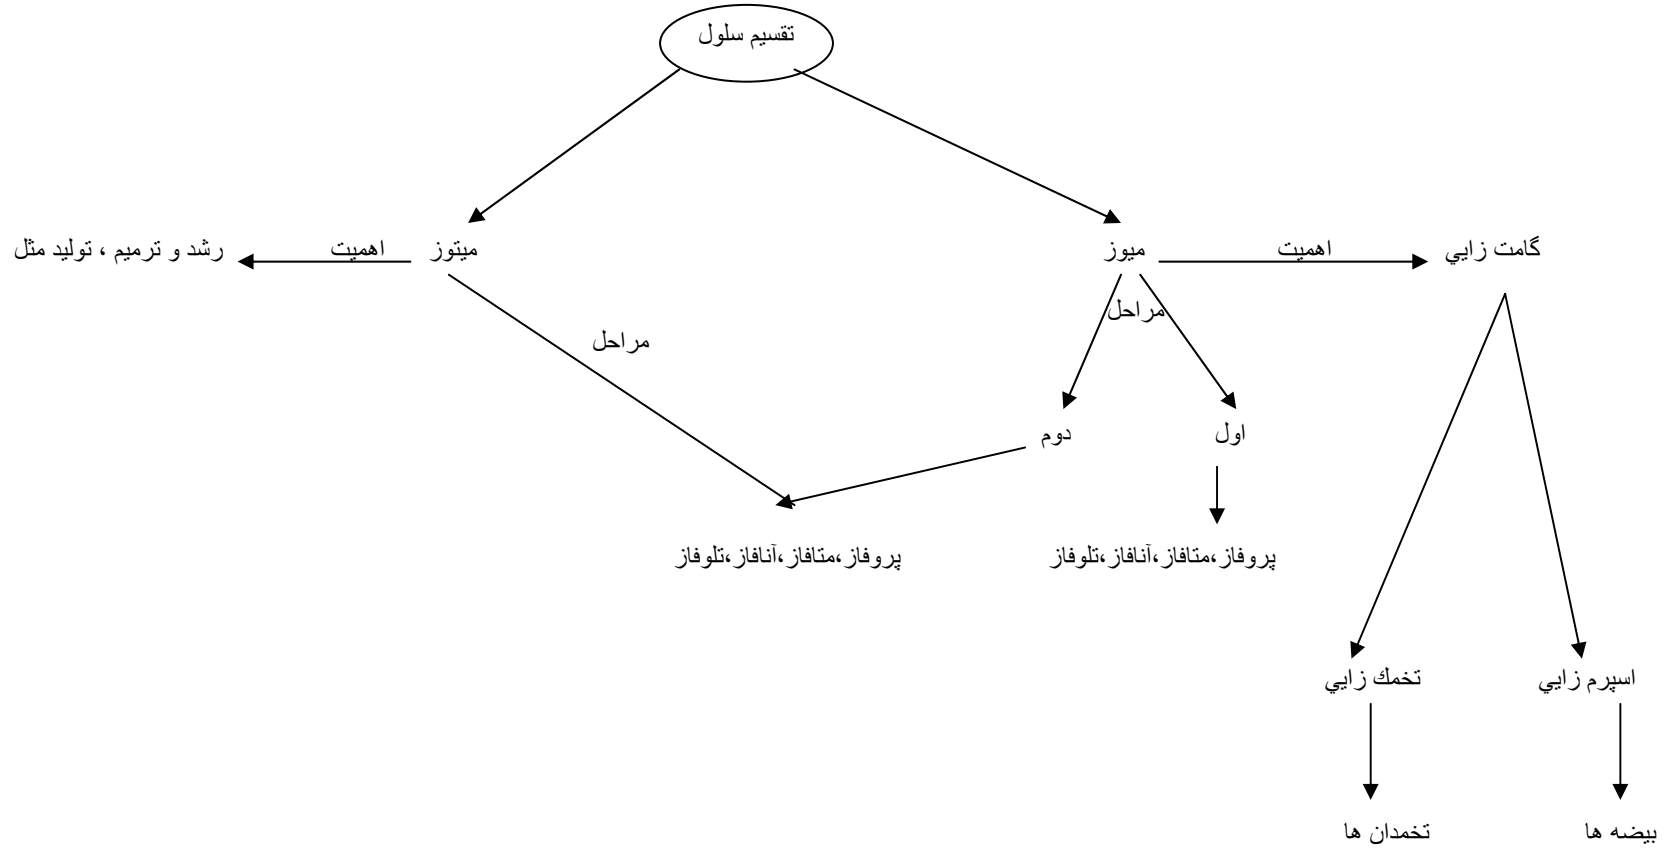 تقسيم سلول
گامت زايي
اهميت
ميوز
ميتوز
اهميت
رشد و ترميم ، توليد مثل
مراحل
مراحل
اول
دوم
پروفاز،متافاز،آنافاز،تلوفاز
پروفاز،متافاز،آنافاز،تلوفاز
اسپرم زايي
تخمك زايي
بيضه ها
تخمدان ها